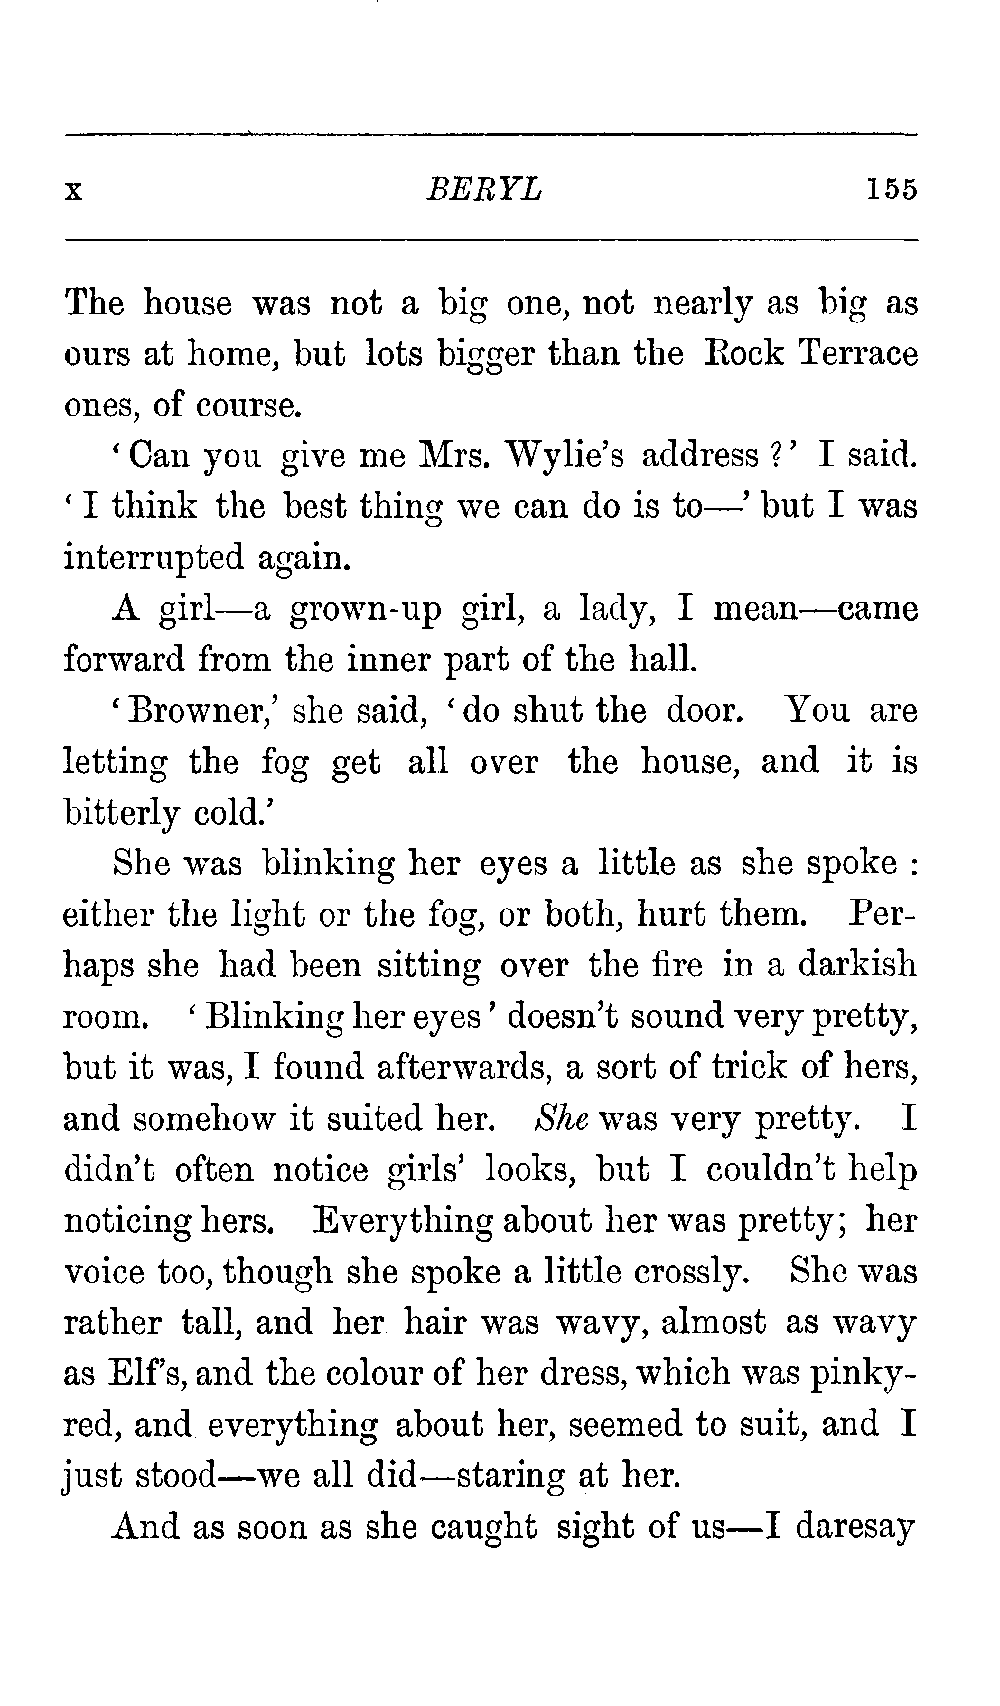 x BERYL 155
The house was not a big one, not nearly as big as
ours at home, but lots bigger than the Rock Terrace
ones, of course.
‘Can you give me Mrs. Wylie’s address?’ I said.
‘I think the best thing we can do is to—’ but I was
interrupted again.
A girl—a grown-up girl, a lady, I mean—came
forward from the inner part of the hall.
‘Browner,’ she said, ‘do shut the door. You are
letting the fog get all over the house, and it is
bitterly cold.’
She was blinking her eyes a little as she spoke :
either the light or the fog, or both, hurt them. Per-
haps she had been sitting over the fire in a darkish
room. ‘Blinking her eyes’ doesn’t sound very pretty,
but it was, I found afterwards, a sort of trick of hers,
and somehow it suited her. She was very pretty. I
didn’t often notice girls’ looks, but I couldn’t help
noticing hers. Everything about her was pretty; her
voice too, though she spoke a little crossly. She was
rather tall, and her hair was wavy, almost as wavy
as Elf’s, and the colour of her dress, which was pinky-
red, and everything about her, seemed to suit, and I
just stood—we all did—staring at her.
And as soon as she caught sight of us—I daresay